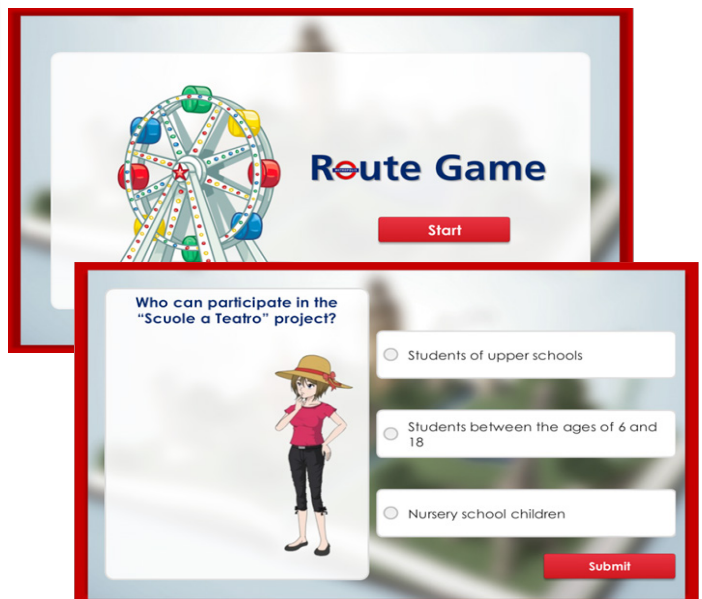 Route Game
Start
Who can participate in the
“Scuole a Teatro” project?
Students of upper schools
Students between the ages of 6 and
18
Nursery school children
Submit